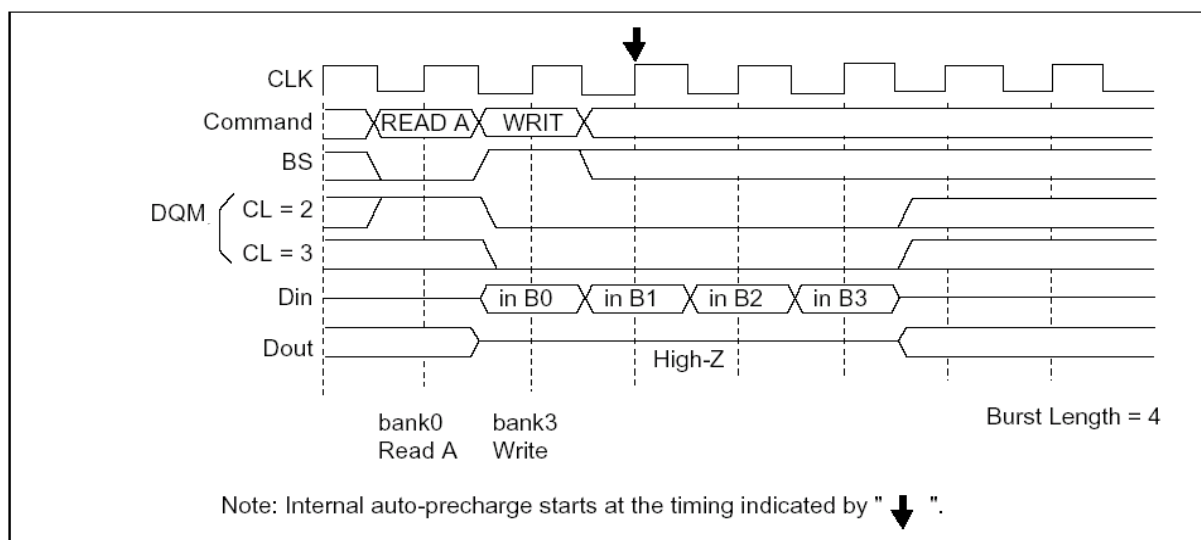 CLK
Command READ A WRIT
BS
DQM CL = 2
CL = 3
Din in B0 in B1 in B2 in B3
Dout High-Z
bank0 bank3 Burst Length = 4
Read A Write
Note: Internal auto-precharge starts at the timing indicated by " ".